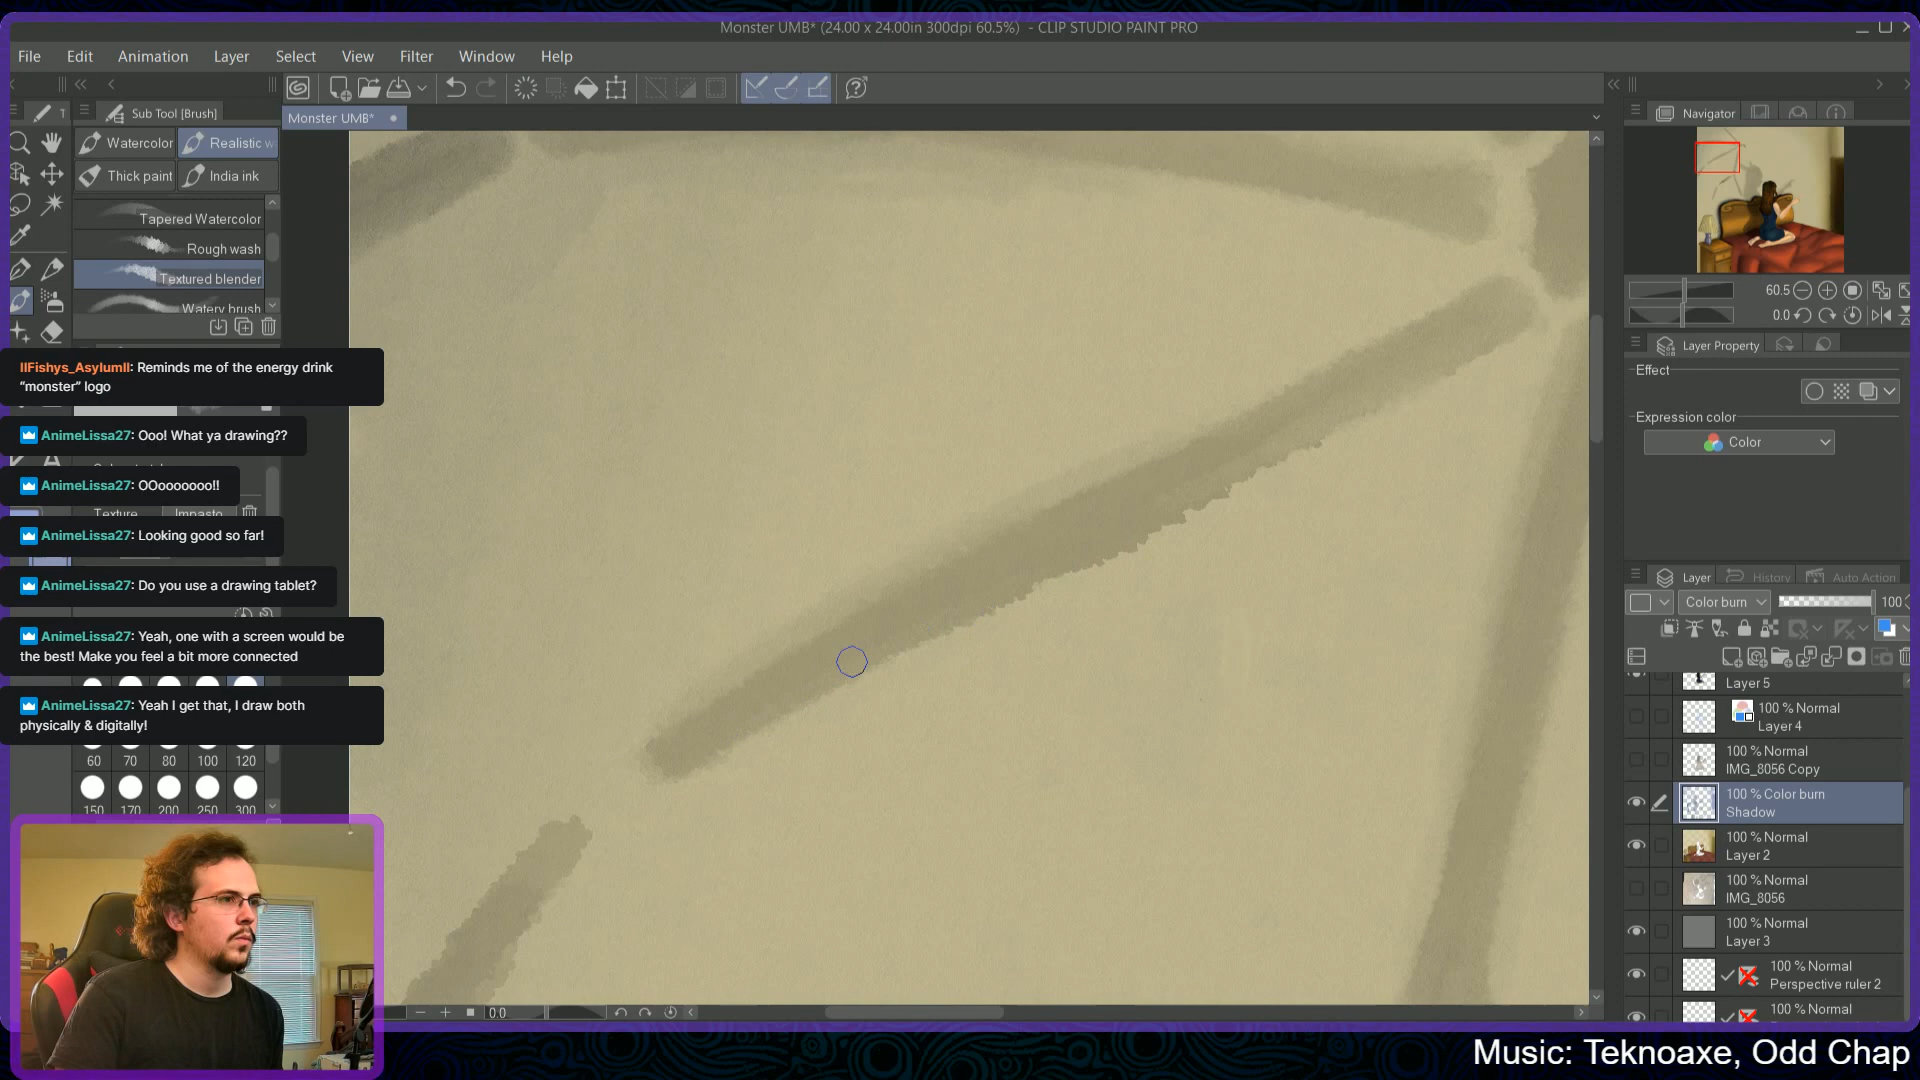 Monster UMB* (24.00 x 24.00in 300dpi 60.5%) - CLIP STUDIO PAINT PRO
File Edit Animation Layer Select View Filter Window Help
Sub Tool [Brush]
Monster UMB*
Navigator
Watercolor
Realistic w
Thick paint
India ink
Tapered Watercolor
Rough wash
Textured blender
Watery brush
60.5
0.0
Layer Property
Effect
Expression color
Color
IIFishys_AsylumII: Reminds me of the energy drink
“monster” logo
AnimeLissa27: Ooo! What ya drawing??
AnimeLissa27: OOooooooo!!
Texture
Impasto
AnimeLissa27: Looking good so far!
AnimeLissa27: Do you use a drawing tablet?
AnimeLissa27: Yeah, one with a screen would be
the best! Make you feel a bit more connected
AnimeLissa27: Yeah I get that, I draw both
physically & digitally!
60 70 80 100 120
150 170 200 250 300
Layer History Auto Action
Color burn 100
Layer 5
100 % Normal
Layer 4
100 % Normal
IMG_8056 Copy
100 % Color burn
Shadow
100 % Normal
Layer 2
100 % Normal
IMG_8056
100 % Normal
Layer 3
100 % Normal
Perspective ruler 2
100 % Normal
0.0
Music: Teknoaxe, Odd Chap